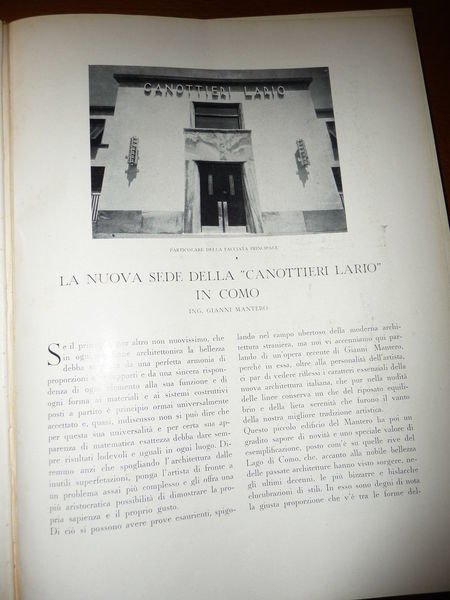 CANOTTIERI LARIO
PARTICOLARE DELLA FACCIATA PRINCIPALE
LA NUOVA SEDE DELLA "CANOTTIERI LARIO"
IN COMO
ING. GIANNI MANTERO
Se il principio, per altro non nuovissimo, che
in ogni architettonica la bellezza
debba da una perfetta armonia di
proporzioni e rapporti e da una sincera rispon-
denza di ogni elemento alla sua funzione e di
ogni forma ai materiali e ai sistemi costruttivi
posti a partito è principio ormai universalmente
accettato e, quasi, indiscusso non si può dire che
per questa sua universalità e per certa sua ap-
parenza di matematica esattezza debba dare sem-
pre risultati lodevoli e uguali in ogni luogo. Di-
remmo anzi che spogliando l'architettura dalle
inutili superfetazioni, ponga l'artista di fronte a
un problema assai più complesso e gli offra una
più aristocratica possibilità di dimostrare la pro-
pria sapienza e il proprio gusto.
Di ciò si possono avere prove esaurienti, spigo-
lando nel campo ubertoso della moderna archi-
tettura straniera, ma noi vi accenniamo qui par-
lando di un'opera recente di Gianni Mantero,
perchè in essa, oltre all'personalità dell'artista,
ci par di vedere riflessi i caratteri essenziali della
nuova architettura italiana, che pur nella nudità
delle linee conserva un che del riposato equili-
brio e della lieta serenità che furono il vanto
della nostra migliore tradizione artistica.
Questo piccolo edificio del Mantero ha poi un
gradito sapore di novità e uno speciale valore di
esemplificazione, posto com'è su quelle rive del
Lago di Como, che accanto alla nobile bellezza
delle passate architetture hanno visto sorgere, ne-
gli ultimi decenni, le più bizzarre e bislacche
elucubrazioni di stili. In esso sono degni di nota
la giusta proporzione che v'è tra le forme del-